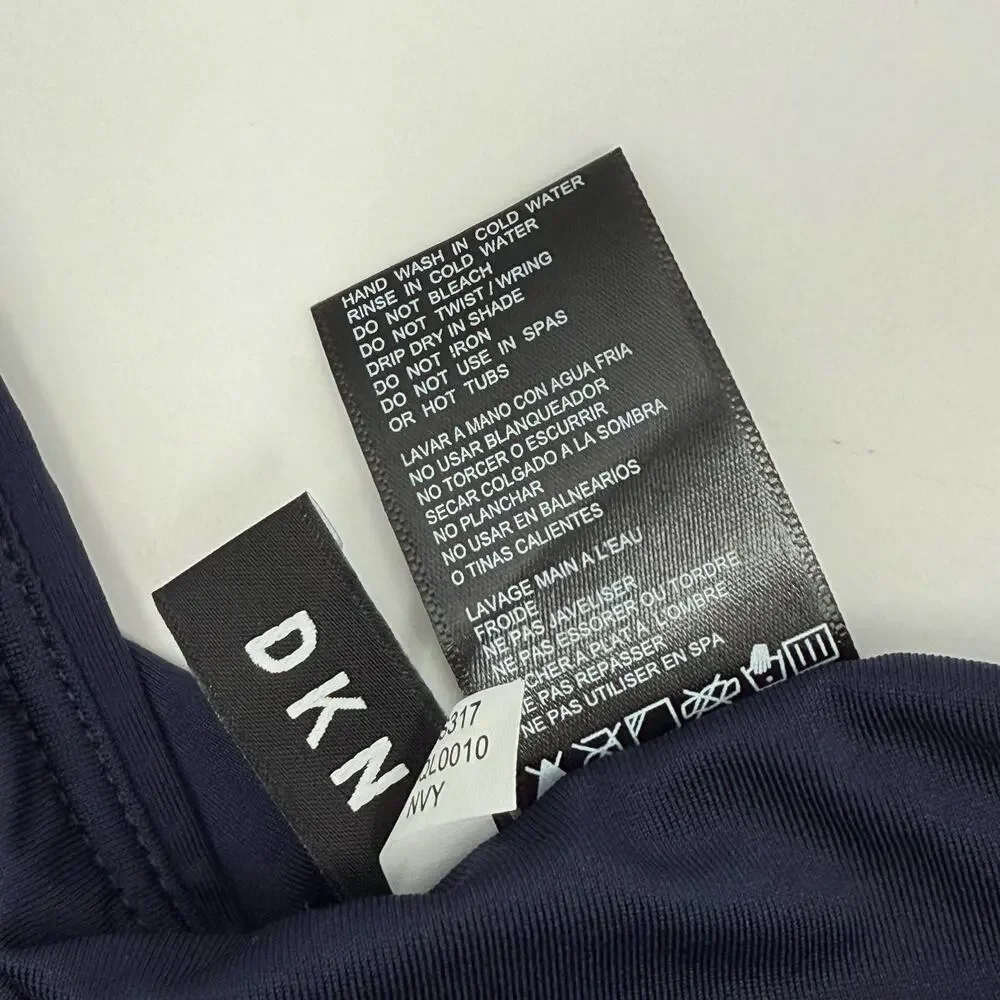 HAND WASH IN COLD WATER
RINSE IN COLD WATER
DO NOT BLEACH
DO NOT TWIST / WRING
DRIP DRY IN SHADE
DO NOT IRON
DO NOT USE IN SPAS
OR HOT TUBS
LAVAR A MANO CON AGUA FRIA
NO USAR BLANQUEADOR
NO TORCER O ESCURRIR
SECAR COLGADO A LA SOMBRA
NO PLANCHAR
NO USAR EN BALNEARIOS
O TINAS CALIENTES
LAVAGE MAIN A L'EAU
FROIDE
NE PAS JAVELISER
NE PAS ESSORER OU TORDRE
CHER A PLAT A L'OMBRE
NE PAS REPASSER
NE PAS UTILISER EN SPA
DKN
317
QL0010
NVY